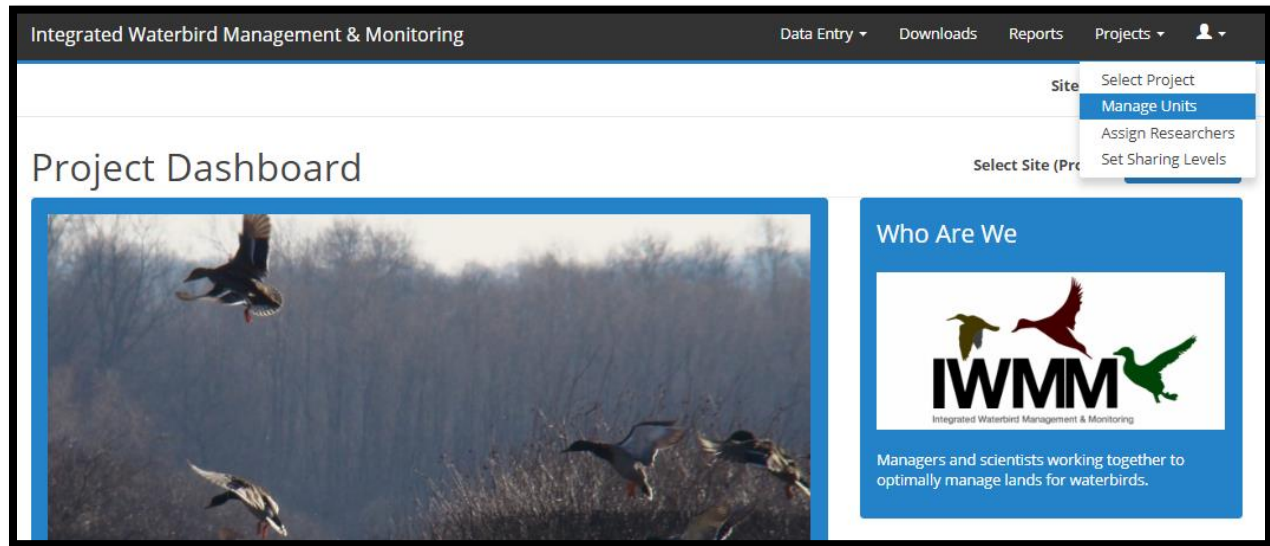 Integrated Waterbird Management & Monitoring
Data Entry Downloads Reports Projects
Site
Select Project
Manage Units
Assign Researchers
Set Sharing Levels
Project Dashboard
Select Site (Pro
Who Are We
IWMM
Integrated Waterbird Management & Monitoring
Managers and scientists working together to
optimally manage lands for waterbirds.